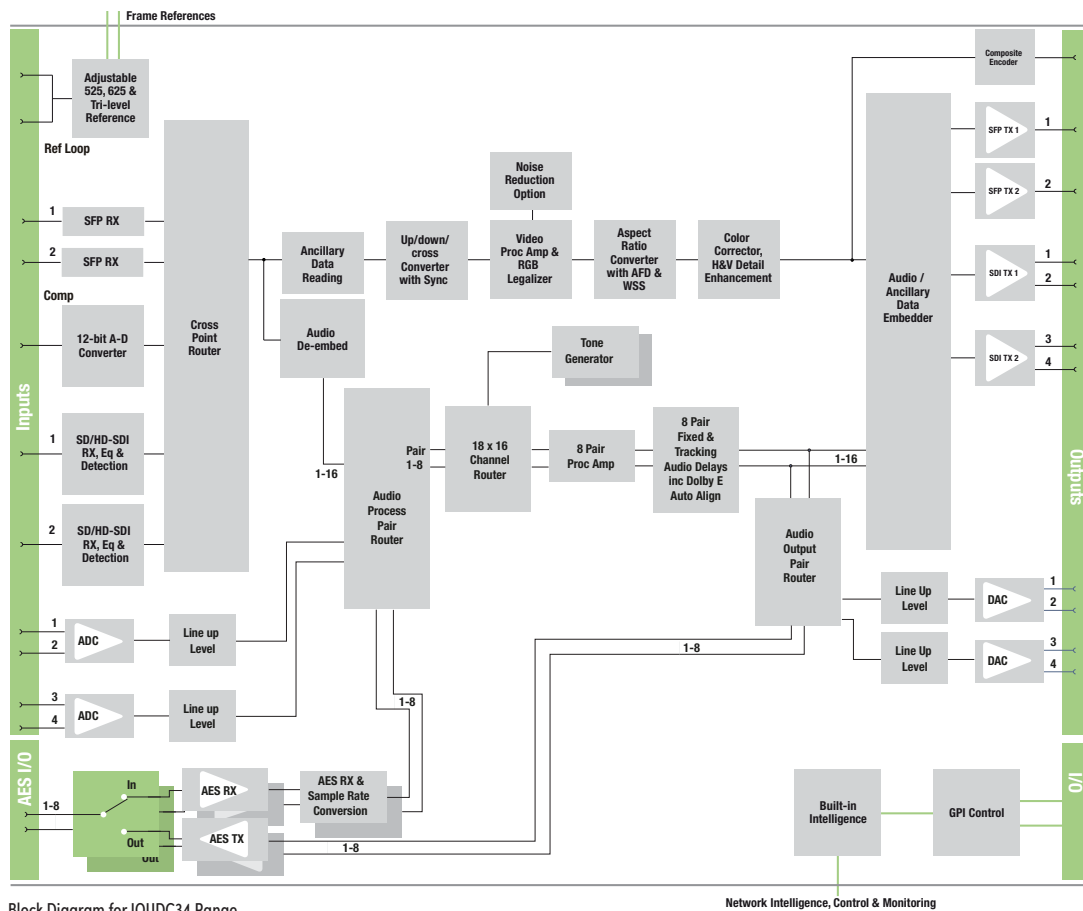 Frame References
Adjustable
525, 625 &
Tri-level
Reference
Ref Loop
Composite
Encoder
SFP TX 1
1
SFP TX 2
2
1
SFP RX
2
SFP RX
Comp
12-bit A-D
Converter
Inputs
1
SD/HD-SDI
RX, Eq &
Detection
2
SD/HD-SDI
RX, Eq &
Detection
Cross
Point
Router
Ancillary
Data
Reading
Audio
De-embed
Up/down/
cross
Converter
with Sync
Noise
Reduction
Option
Video
Proc Amp &
RGB
Legalizer
Aspect
Ratio
Converter
with AFD &
WSS
Color
Corrector,
H&V Detail
Enhancement
Audio /
Ancillary
Data
Embedder
SDI TX 1
1
2
SDI TX 2
3
4
Outputs
Tone
Generator
1-16
Audio
Process
Pair
Router
Pair
1-8
18 x 16
Channel
Router
8 Pair
Proc Amp
8 Pair
Fixed &
Tracking
Audio Delays
inc Dolby E
Auto Align
1-16
Audio
Output
Pair
Router
1
2
ADC
Line up
Level
3
4
ADC
Line up
Level
Line Up
Level
DAC
1
2
Line Up
Level
DAC
3
4
1-8
1-8
AES I/O
1-8
In
Out
Out
AES RX
AES TX
AES RX &
Sample Rate
Conversion
1-8
Built-in
Intelligence
GPI Control
I/O
Network Intelligence, Control & Monitoring
Block Diagram for IQUDC34 Range